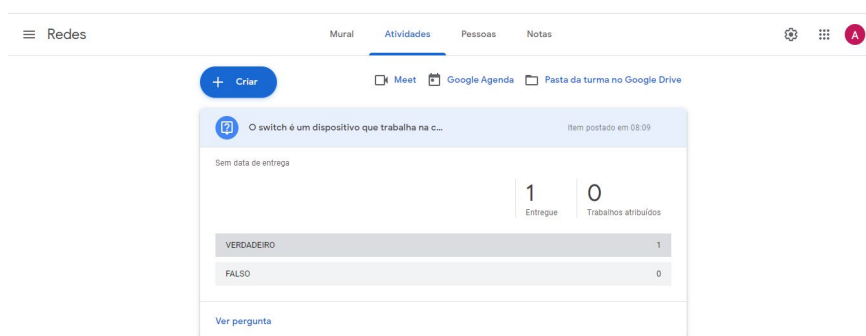 Redes
Mural Atividades Pessoas Notas
A
Criar
Meet Google Agenda Pasta da turma no Google Drive
O switch é um dispositivo que trabalha na c...
Item postado em 08:09
Sem data de entrega
1 0
Entregue Trabalhos atribuídos
VERDADEIRO 1
FALSO 0
Ver pergunta